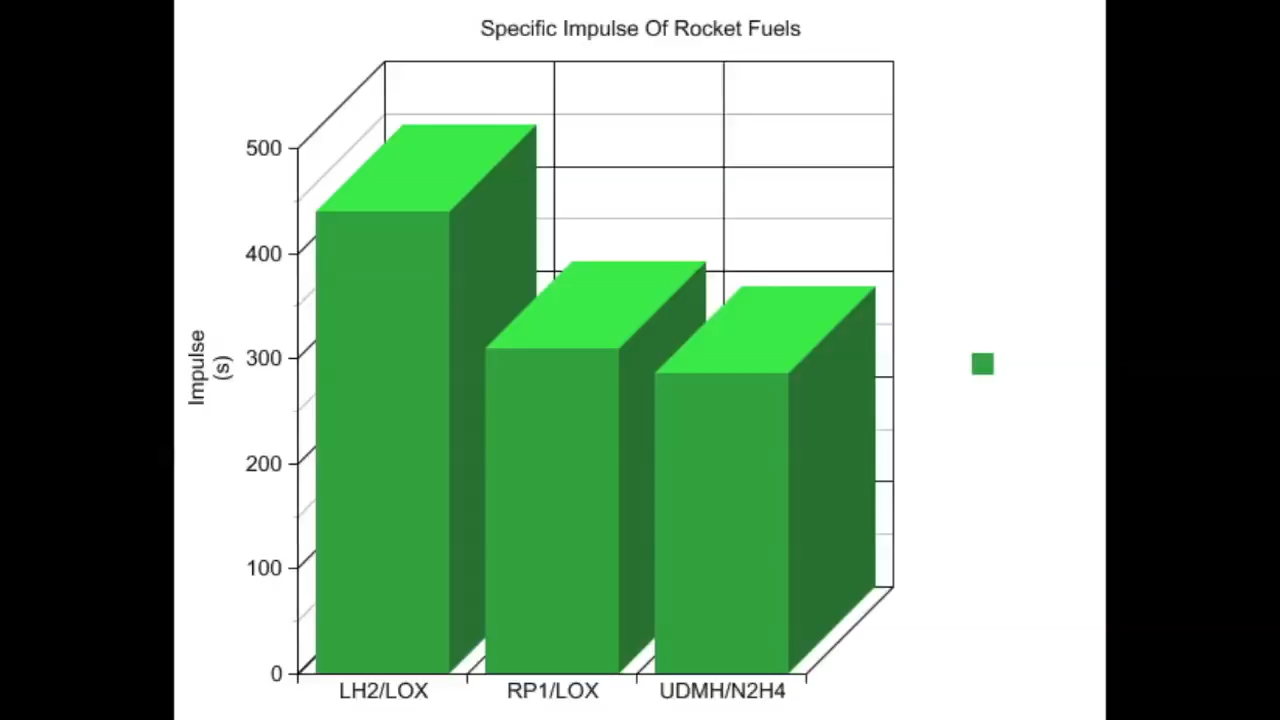 Specific Impulse Of Rocket Fuels
500
400
300
200
100
0
Impulse
(s)
LH2/LOX
RP1/LOX
UDMH/N2H4